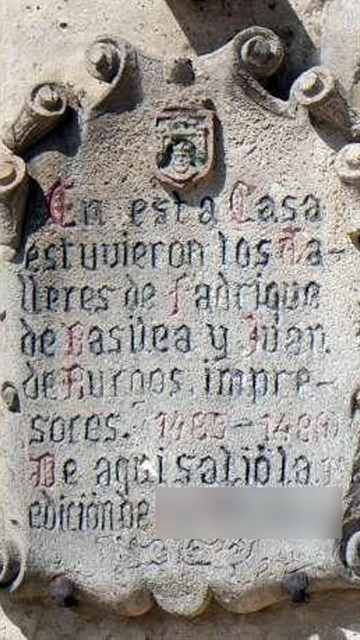 En esta Casa
estuvieron los Ta-
lleres de Fadrique
de Basilea y Juan
de Burgos, impre-
sores.
De aqui salió la
edición de